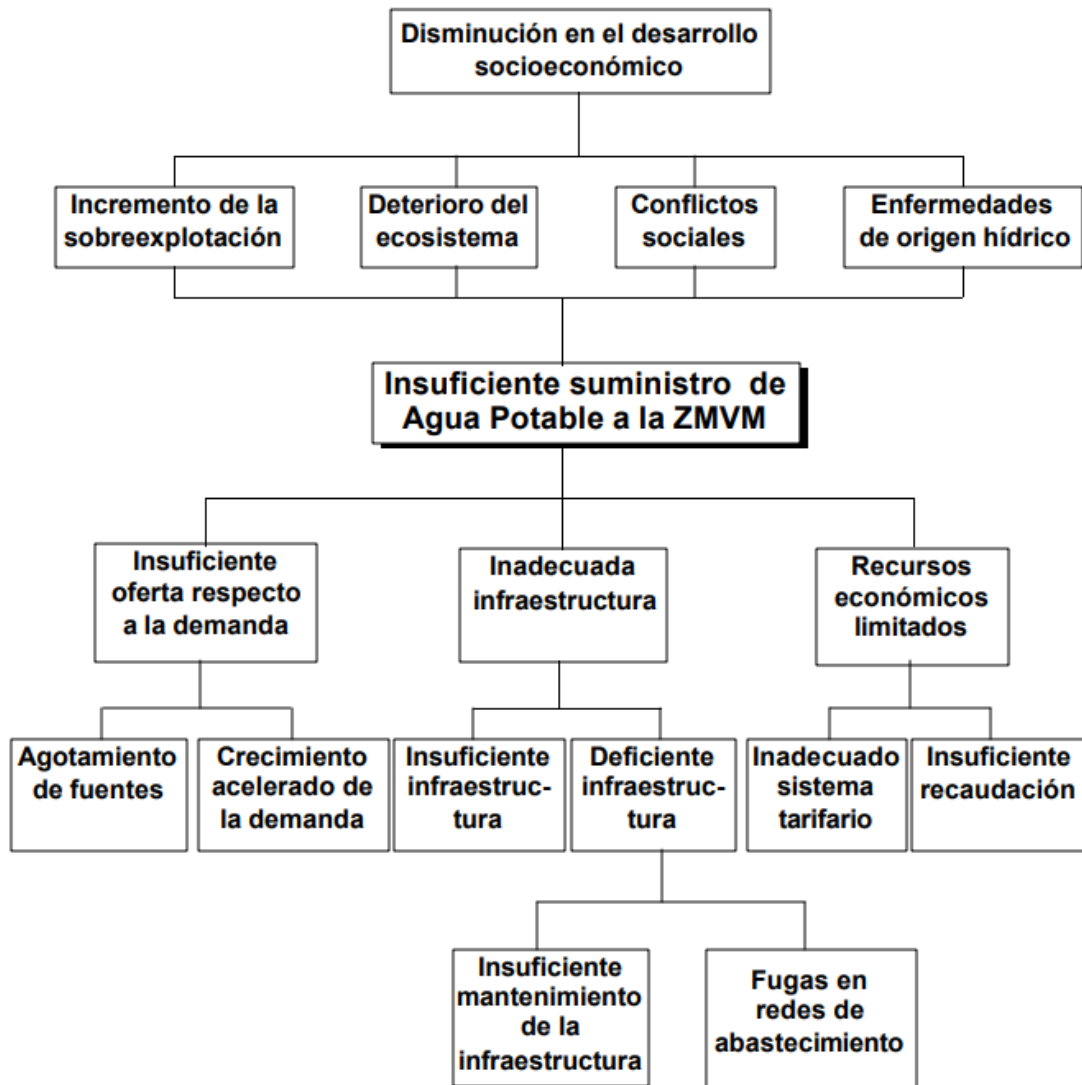 Disminución en el desarrollo
socioeconómico
Incremento de la
sobreexplotación
Deterioro del
ecosistema
Conflictos
sociales
Enfermedades
de origen hídrico
Insuficiente suministro de
Agua Potable a la ZMVM
Insuficiente
oferta respecto
a la demanda
Inadecuada
infraestructura
Recursos
económicos
limitados
Agotamiento
de fuentes
Crecimiento
acelerado de
la demanda
Insuficiente
infraestruc-
tura
Deficiente
infraestruc-
tura
Inadecuado
sistema
tarifario
Insuficiente
recaudación
Insuficiente
mantenimiento
de la
infraestructura
Fugas en
redes de
abastecimiento